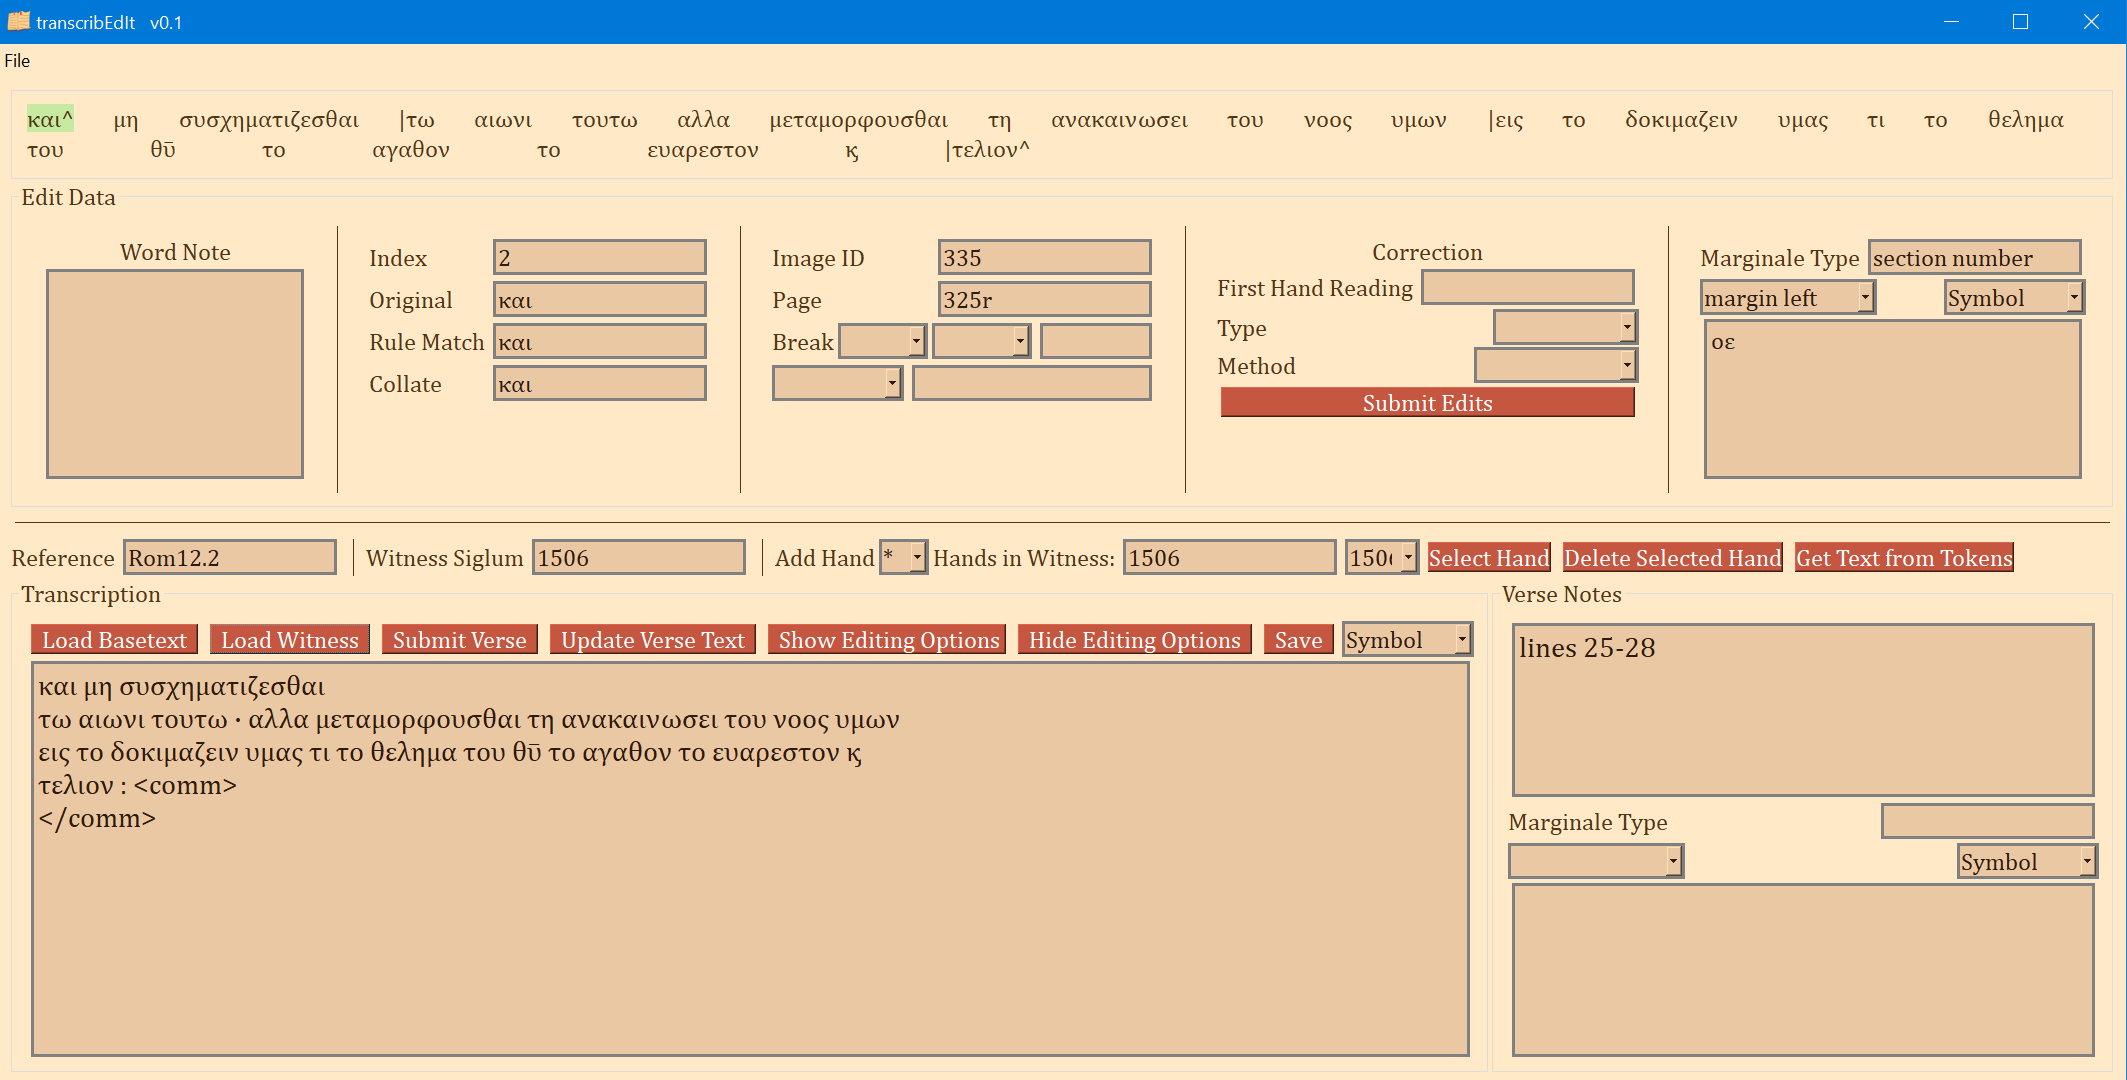 transcribEdIt v0.1
File
και^ μη συσχηματιζεσθαι |τω αιωνι τουτω αλλα μεταμορφουσθαι τη ανακαινωσει του νοος υμων |εις το δοκιμαζειν υμας τι το θελημα
του θῡ το αγαθον το ευαρεστον ϗ |τελιον^
Edit Data
Word Note
Index 2
Original και
Rule Match και
Collate και
Image ID 335
Page 325r
Break
Correction
First Hand Reading
Type
Method
Submit Edits
Marginale Type section number
margin left Symbol
οε
Reference Rom12.2 Witness Siglum 1506 Add Hand * Hands in Witness: 1506 1506 Select Hand Delete Selected Hand Get Text from Tokens
Transcription
Load Basetext Load Witness Submit Verse Update Verse Text Show Editing Options Hide Editing Options Save Symbol
και μη συσχηματιζεσθαι
τω αιωνι τουτω · αλλα μεταμορφουσθαι τη ανακαινωσει του νοος υμων
εις το δοκιμαζειν υμας τι το θελημα του θῡ το αγαθον το ευαρεστον ϗ
τελιον : <comm>
</comm>
Verse Notes
lines 25-28
Marginale Type
Symbol